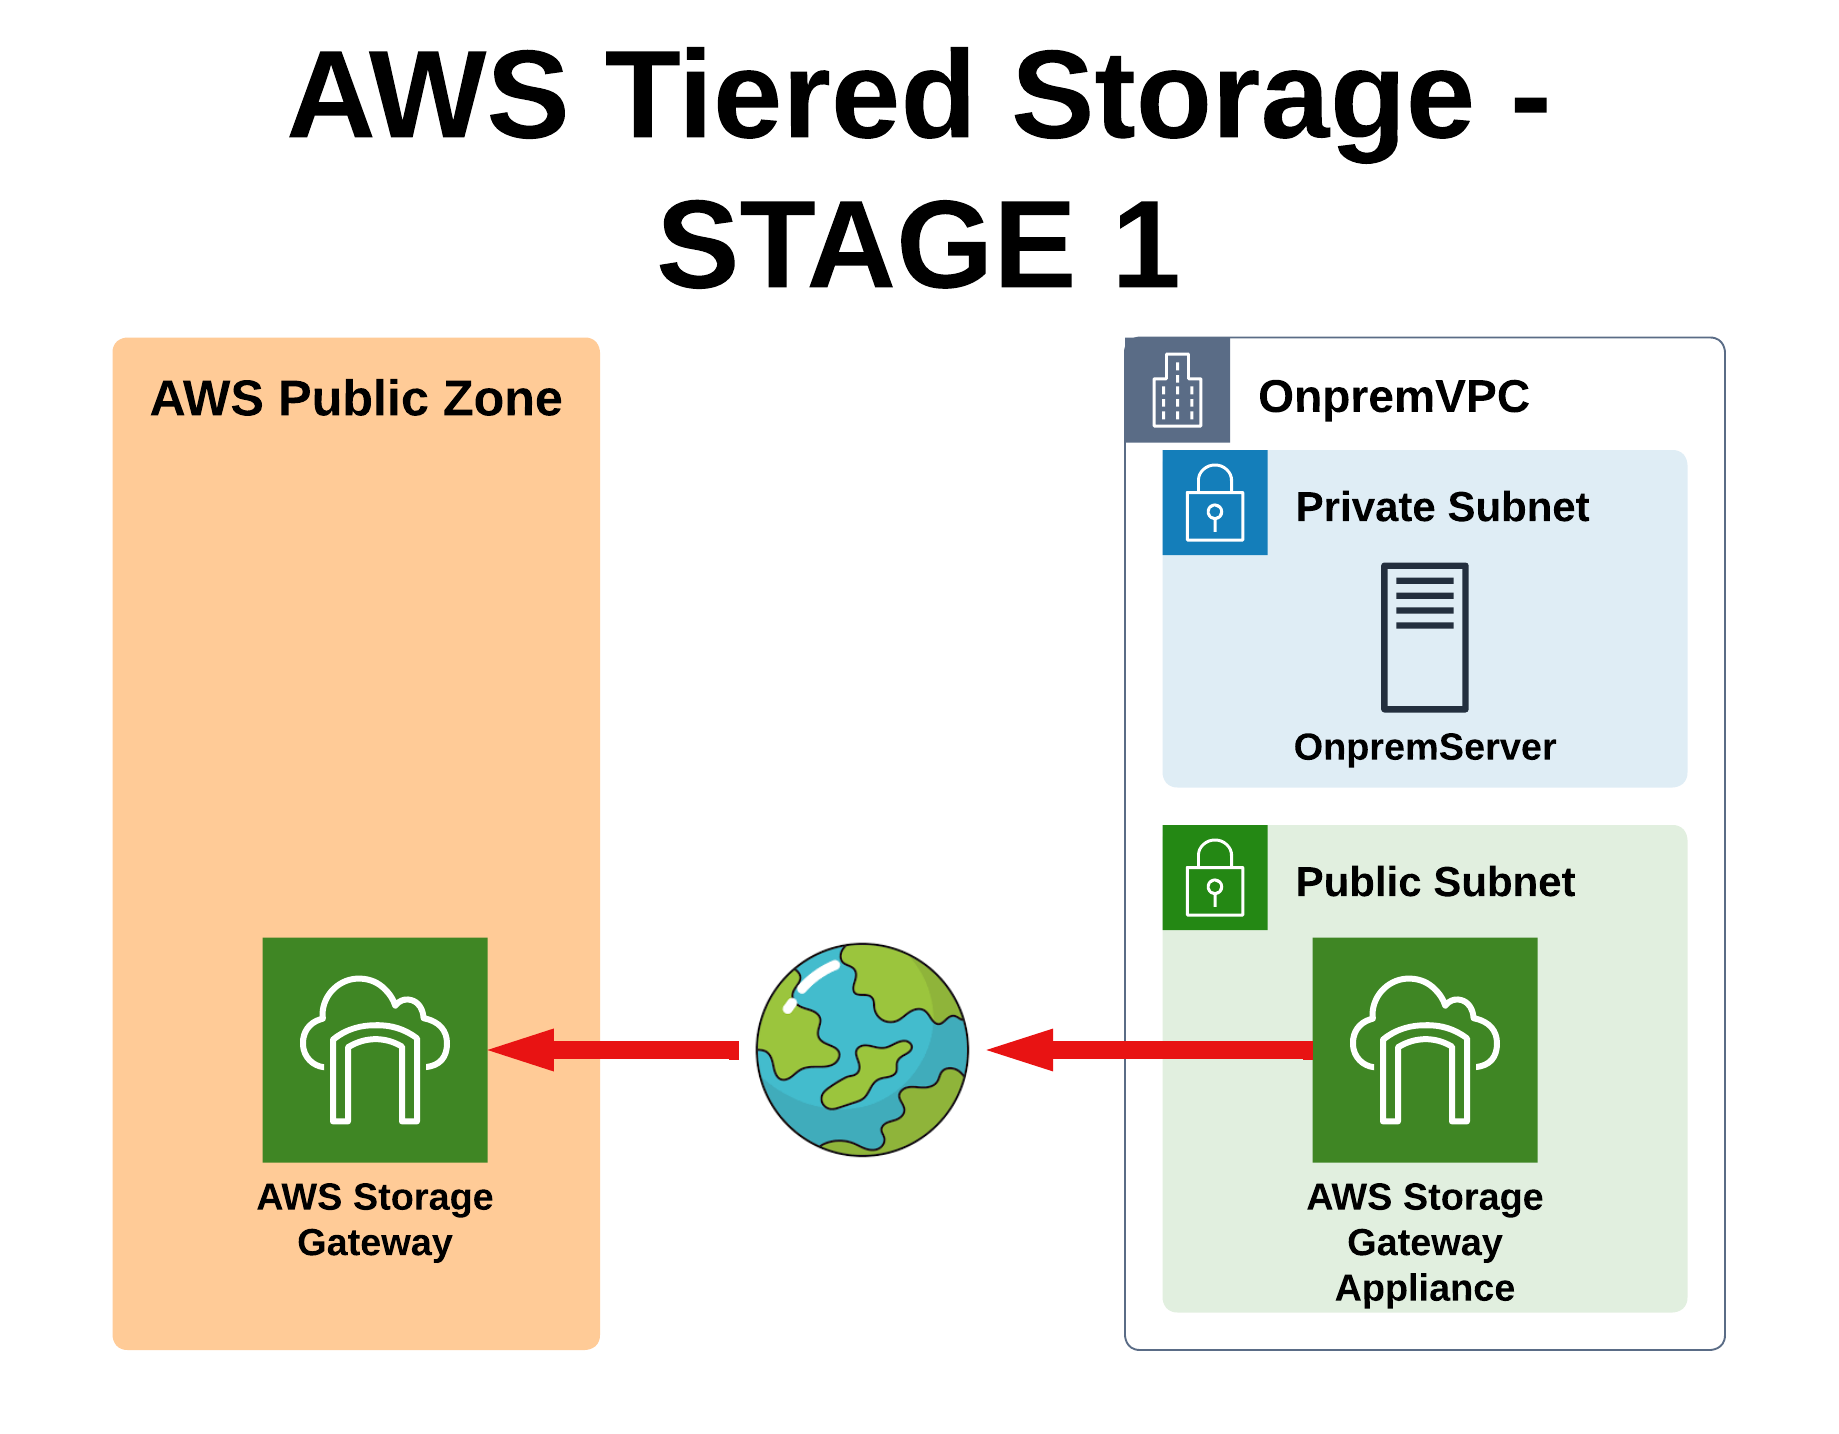 AWS Tiered Storage -
STAGE 1
AWS Public Zone
AWS Storage
Gateway
OnpremVPC
Private Subnet
OnpremServer
Public Subnet
AWS Storage
Gateway
Appliance